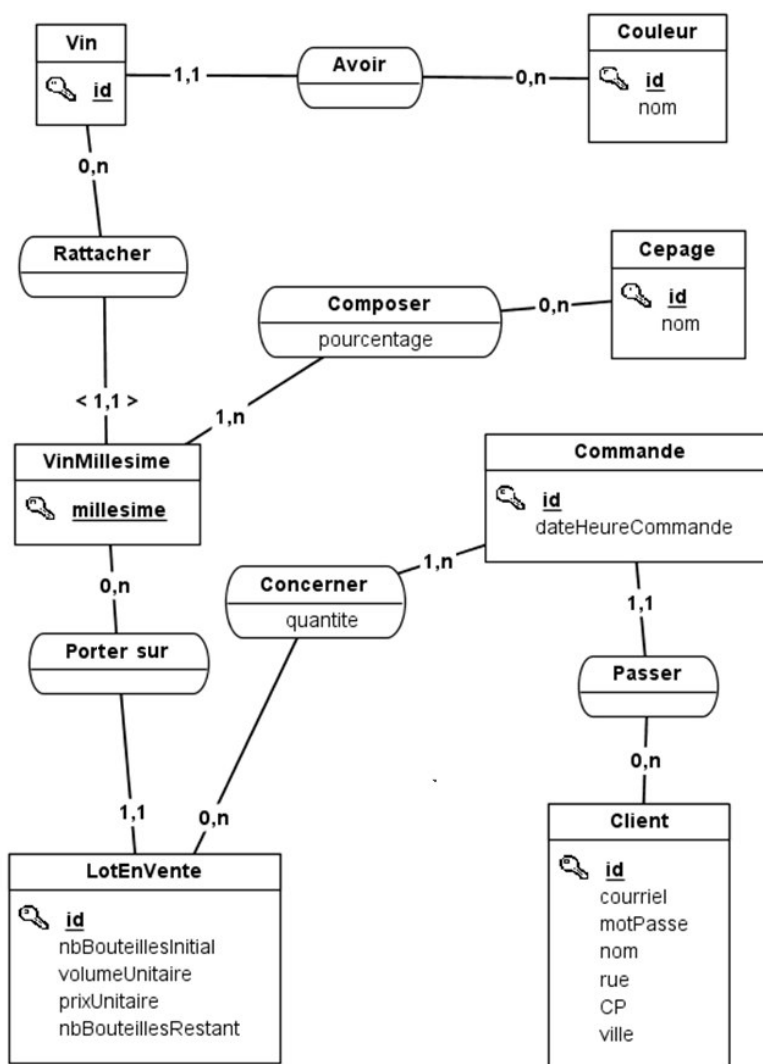 Vin
id
1,1
Avoir
0,n
Couleur
id
nom
0,n
Rattacher
< 1,1 >
Composer
pourcentage
0,n
Cepage
id
nom
1,n
VinMillesime
millesime
Commande
id
dateHeureCommande
0,n
Concerner
quantite
1,n
1,1
Porter sur
Passer
1,1
0,n
0,n
LotEnVente
id
nbBouteillesInitial
volumeUnitaire
prixUnitaire
nbBouteillesRestant
Client
id
courriel
motPasse
nom
rue
CP
ville